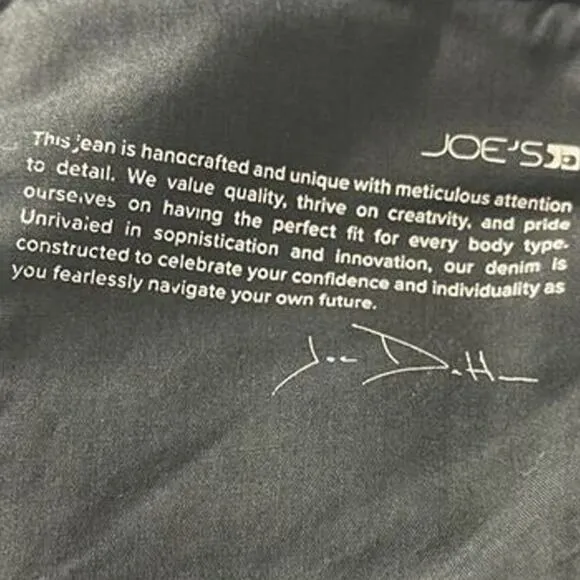 JOE'S
This jean is handcrafted and unique with meticulous attention
to detail. We value quality, thrive on creativity, and pride
ourselves on having the perfect fit for every body type.
Unrivaled in sophistication and innovation, our denim is
constructed to celebrate your confidence and individuality as
you fearlessly navigate your own future.
Joe